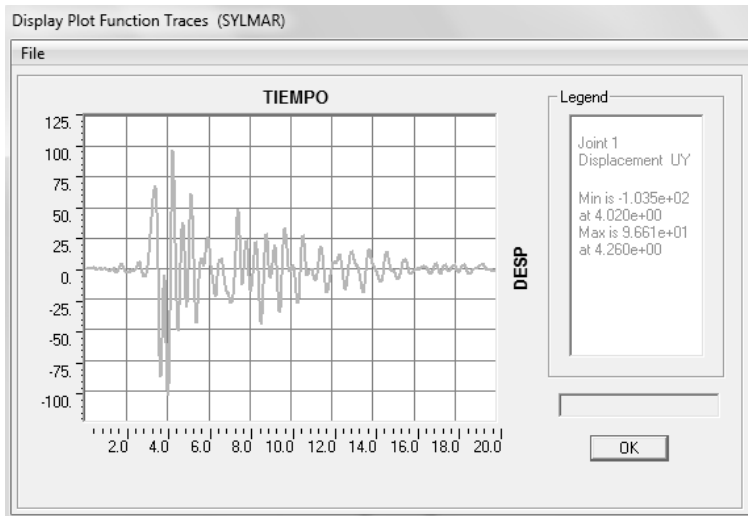 Display Plot Function Traces (SYLMAR)
File
TIEMPO
125.
100.
75.
50.
25.
0.
-25.
-50.
-75.
-100.
2.0 4.0 6.0 8.0 10.0 12.0 14.0 16.0 18.0 20.0
DESP
Legend
Joint 1
Displacement UY
Min is -1.035e+02
at 4.020e+00
Max is 9.661e+01
at 4.260e+00
OK